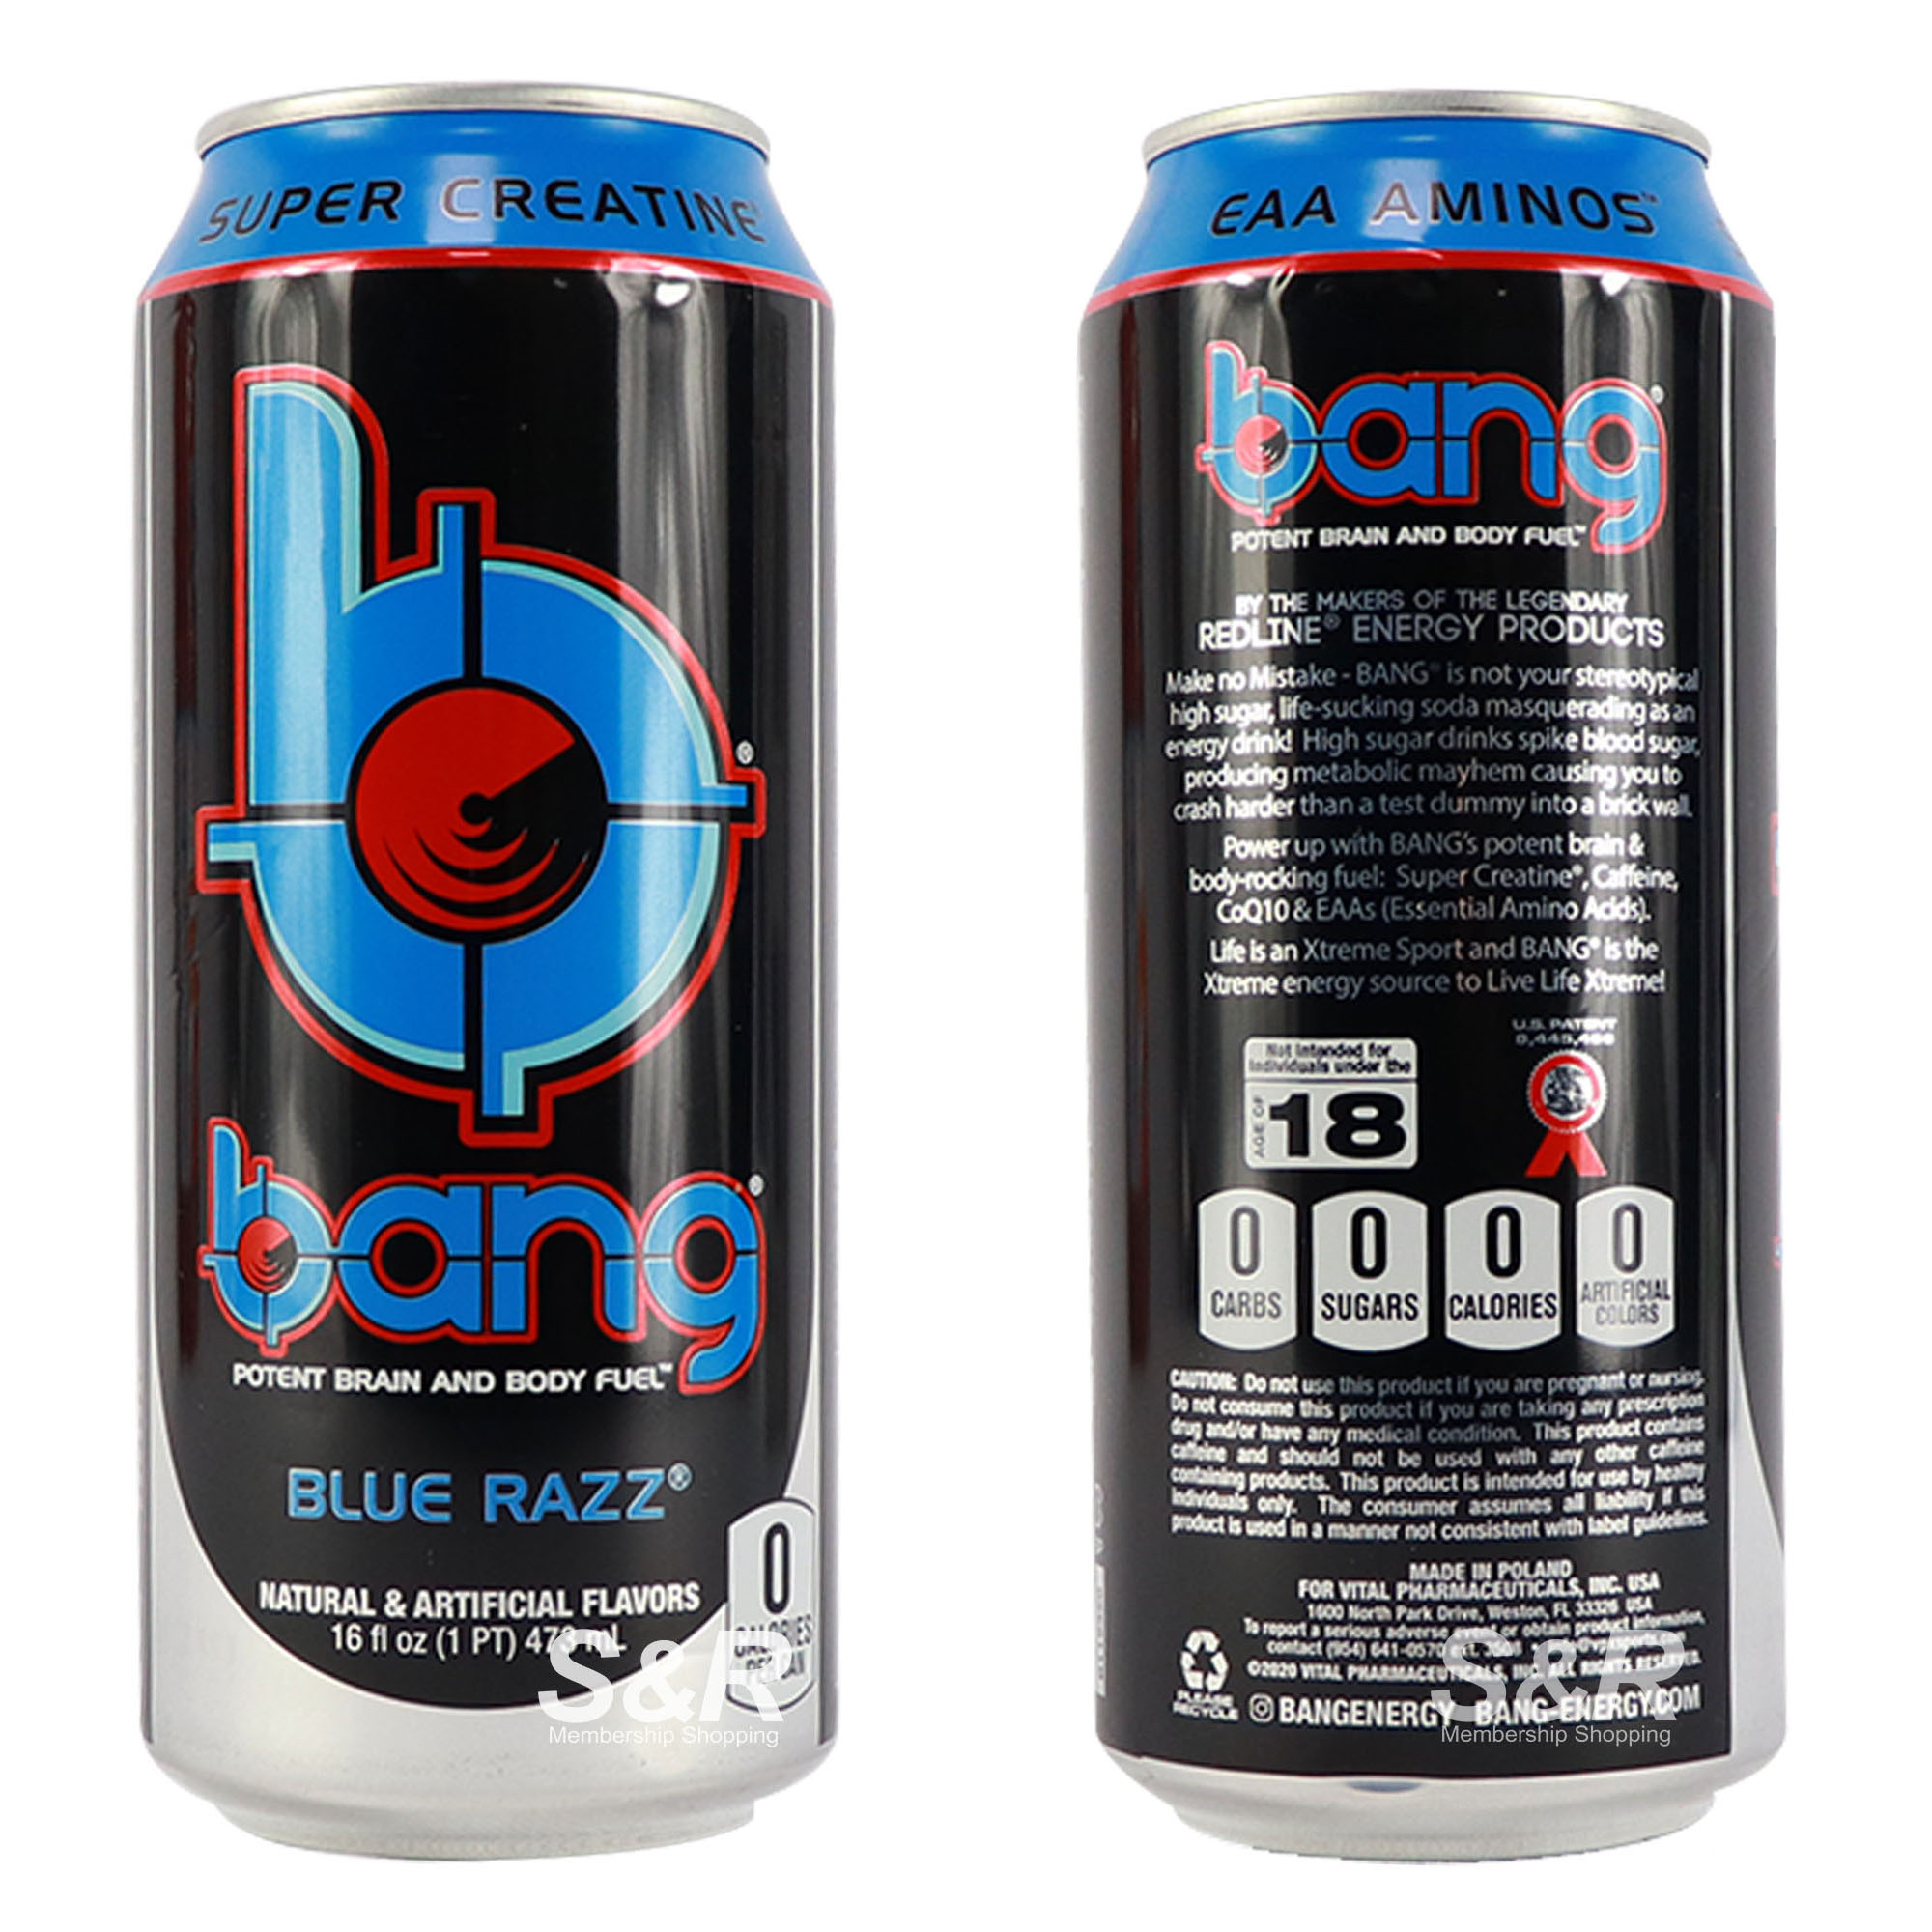 SUPER CREATINE
b®
bang®
POTENT BRAIN AND BODY FUEL™
BLUE RAZZ®
NATURAL & ARTIFICIAL FLAVORS
16 fl oz (1 PT) 473 mL
0
CALORIES
PER CAN
S&R
Membership Shopping
EAA AMINOS™
bang®
POTENT BRAIN AND BODY FUEL™
BY THE MAKERS OF THE LEGENDARY
REDLINE® ENERGY PRODUCTS
Make no Mistake - BANG® is not your stereotypical
high sugar, life-sucking soda masquerading as an
energy drink! High sugar drinks spike blood sugar,
producing metabolic mayhem causing you to
crash harder than a test dummy into a brick wall.
Power up with BANG's potent brain &
body-rocking fuel: Super Creatine®, Caffeine,
CoQ10 & EAAs (Essential Amino Acids).
Life is an Xtreme Sport and BANG® is the
Xtreme energy source to Live Life Xtreme!
U.S. PATENT
8,445,466
Not Intended for
individuals under the
AGE OF
18
0
CARBS
0
SUGARS
0
CALORIES
0
ARTIFICIAL
COLORS
CAUTION: Do not use this product if you are pregnant or nursing.
Do not consume this product if you are taking any prescription
drug and/or have any medical condition. This product contains
caffeine and should not be used with any other caffeine
containing products. This product is intended for use by healthy
individuals only. The consumer assumes all liability if this
product is used in a manner not consistent with label guidelines.
MADE IN POLAND
FOR VITAL PHARMACEUTICALS, INC. USA
1600 North Park Drive, Weston, FL 33326 USA
To report a serious adverse or obtain product information,
contact (954) 641-0570
©2020 VITAL PHARMACEUTICALS, INC. ALL RIGHTS RESERVED.
PLEASE
RECYCLE
BANGENERGY BANG-ENERGY.COM
S&R
Membership Shopping